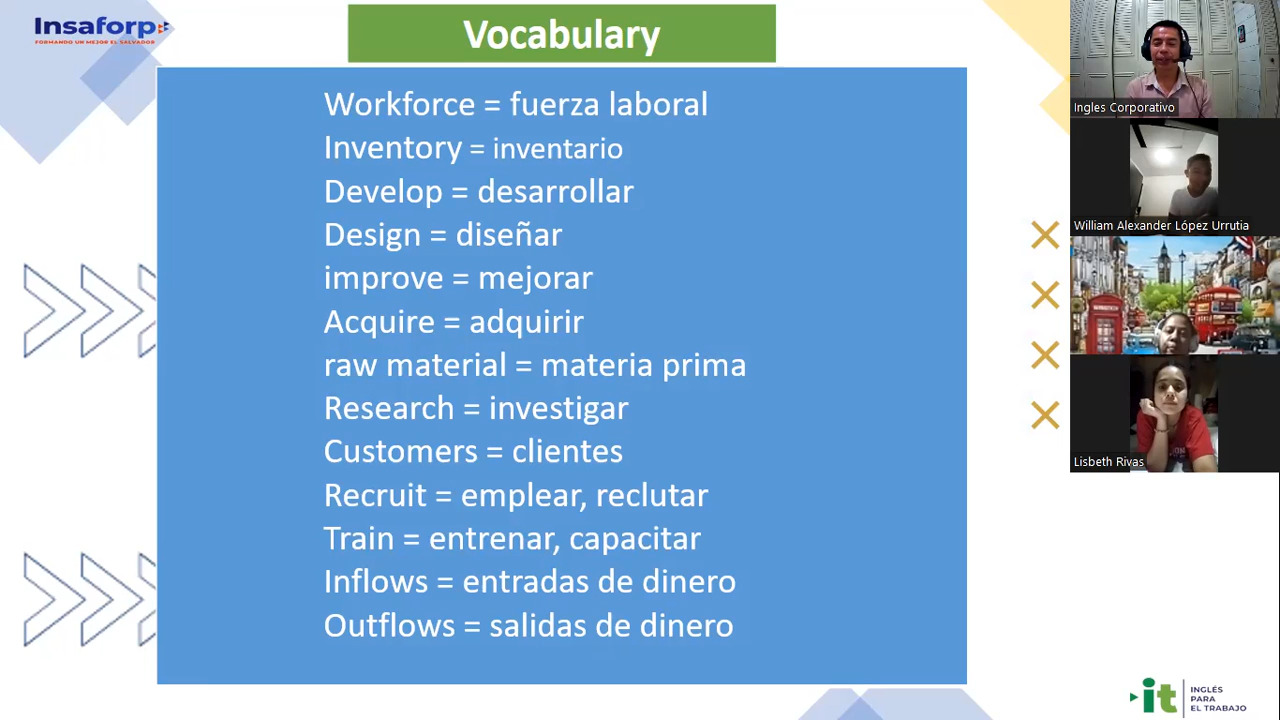 Insaforp
FORMANDO UN MEJOR EL SALVADOR
Vocabulary
Workforce = fuerza laboral
Inventory = inventario
Develop = desarrollar
Design = diseñar
improve = mejorar
Acquire = adquirir
raw material = materia prima
Research = investigar
Customers = clientes
Recruit = emplear, reclutar
Train = entrenar, capacitar
Inflows = entradas de dinero
Outflows = salidas de dinero
Ingles Corporativo
William Alexander López Urrutia
Lisbeth Rivas
it
INGLÉS
PARA
EL TRABAJO